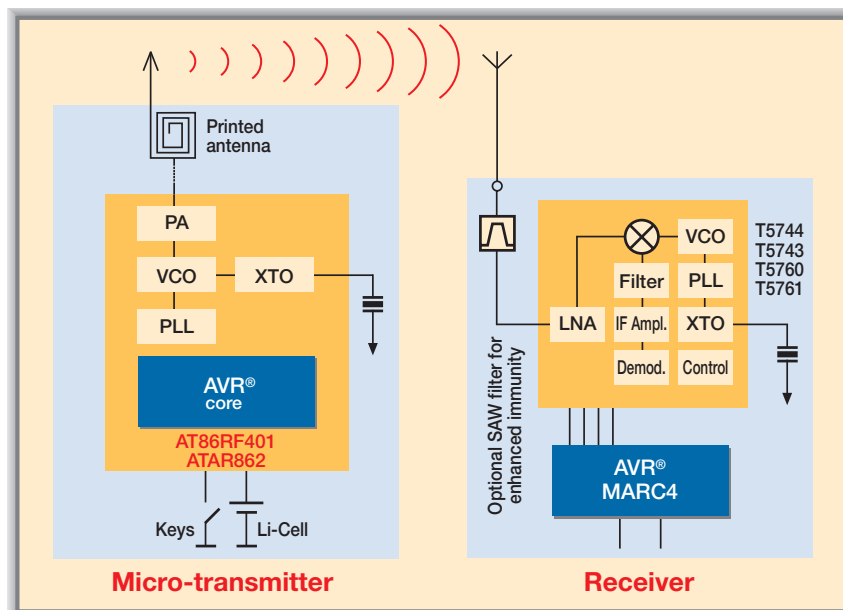 Printed
antenna
PA
VCO
XTO
PLL
AVR®
core
AT86RF401
ATAR862
Keys
Li-Cell
Micro-transmitter
Optional SAW filter for
enhanced immunity
VCO
Filter
PLL
LNA
IF Ampl.
XTO
Demod.
Control
T5744
T5743
T5760
T5761
AVR®
MARC4
Receiver